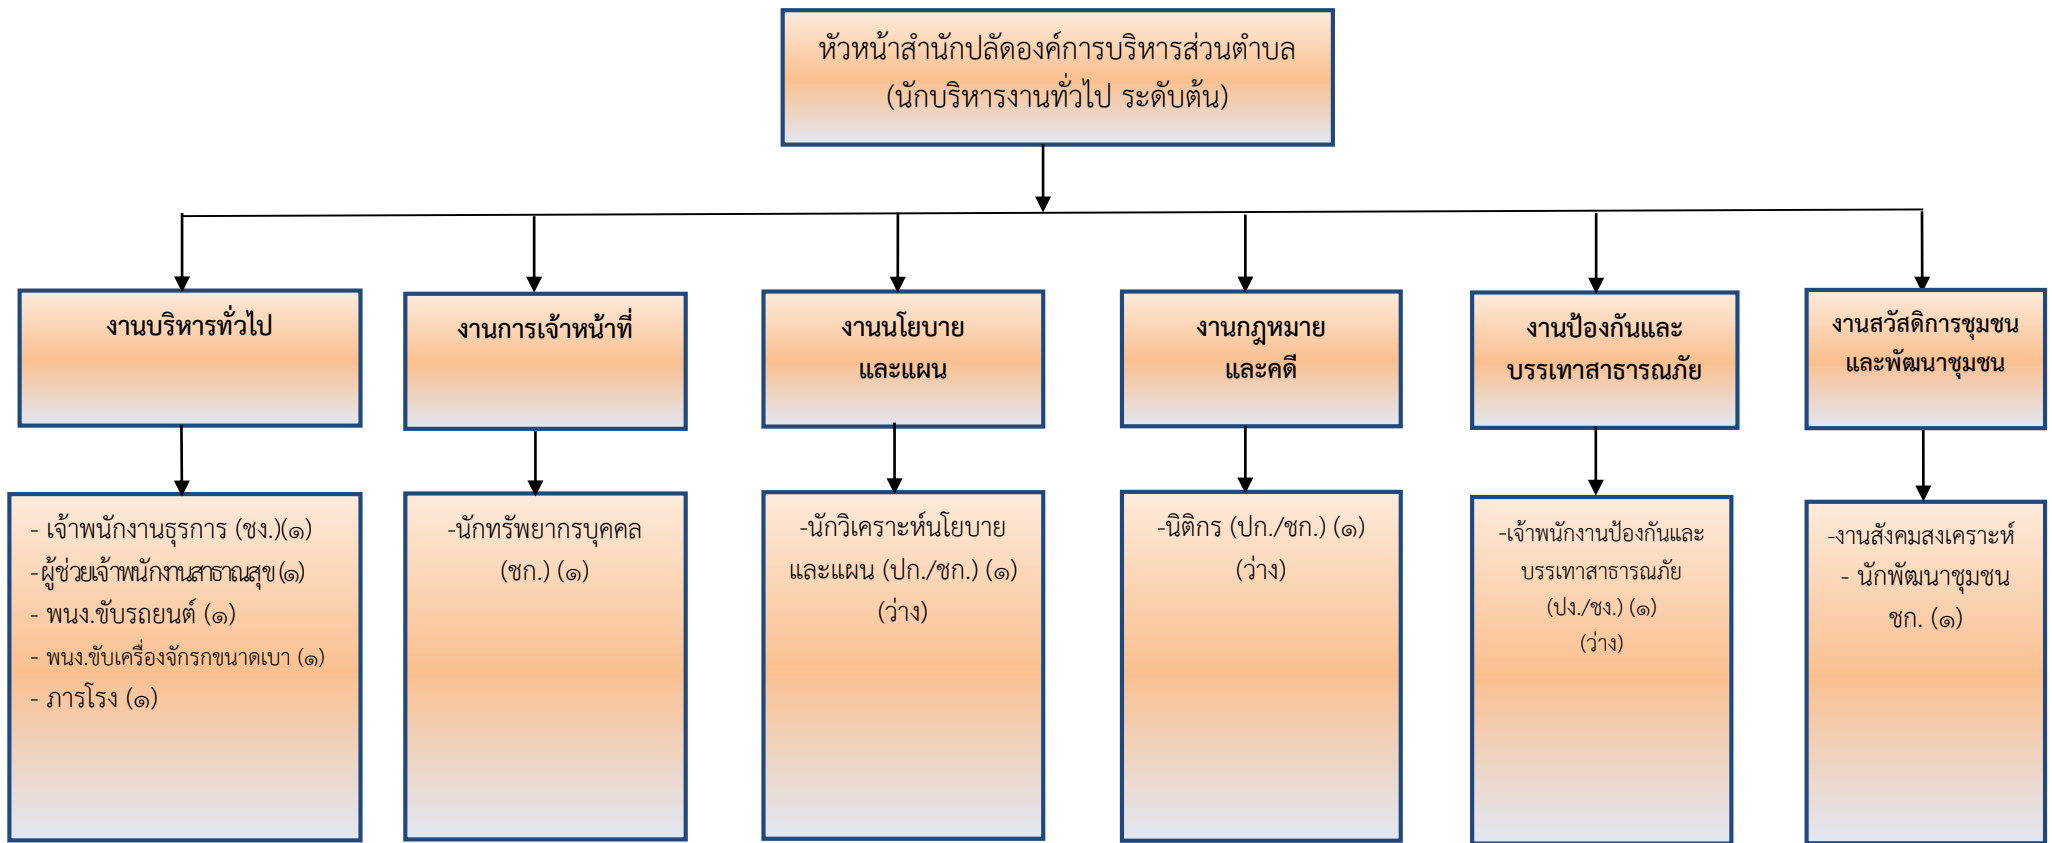 หัวหน้าสำนักปลัดองค์การบริหารส่วนตำบล
(นักบริหารงานทั่วไป ระดับต้น)
งานบริหารทั่วไป
งานการเจ้าหน้าที่
งานนโยบาย
และแผน
งานกฎหมาย
และคดี
งานป้องกันและ
บรรเทาสาธารณภัย
งานสวัสดิการชุมชน
และพัฒนาชุมชน
- เจ้าพนักงานธุรการ (ชง.)(๑)
- ผู้ช่วยเจ้าพนักงานสาธาณสุข (๑)
- พนง.ขับรถยนต์ (๑)
- พนง.ขับเครื่องจักรกขนาดเบา (๑)
- ภารโรง (๑)
-นักทรัพยากรบุคคล
(ชก.) (๑)
-นักวิเคราะห์นโยบาย
และแผน (ปก./ชก.) (๑)
(ว่าง)
-นิติกร (ปก./ชก.) (๑)
(ว่าง)
-เจ้าพนักงานป้องกันและ
บรรเทาสาธารณภัย
(ปง./ชง.) (๑)
(ว่าง)
-งานสังคมสงเคราะห์
- นักพัฒนาชุมชน
ชก. (๑)